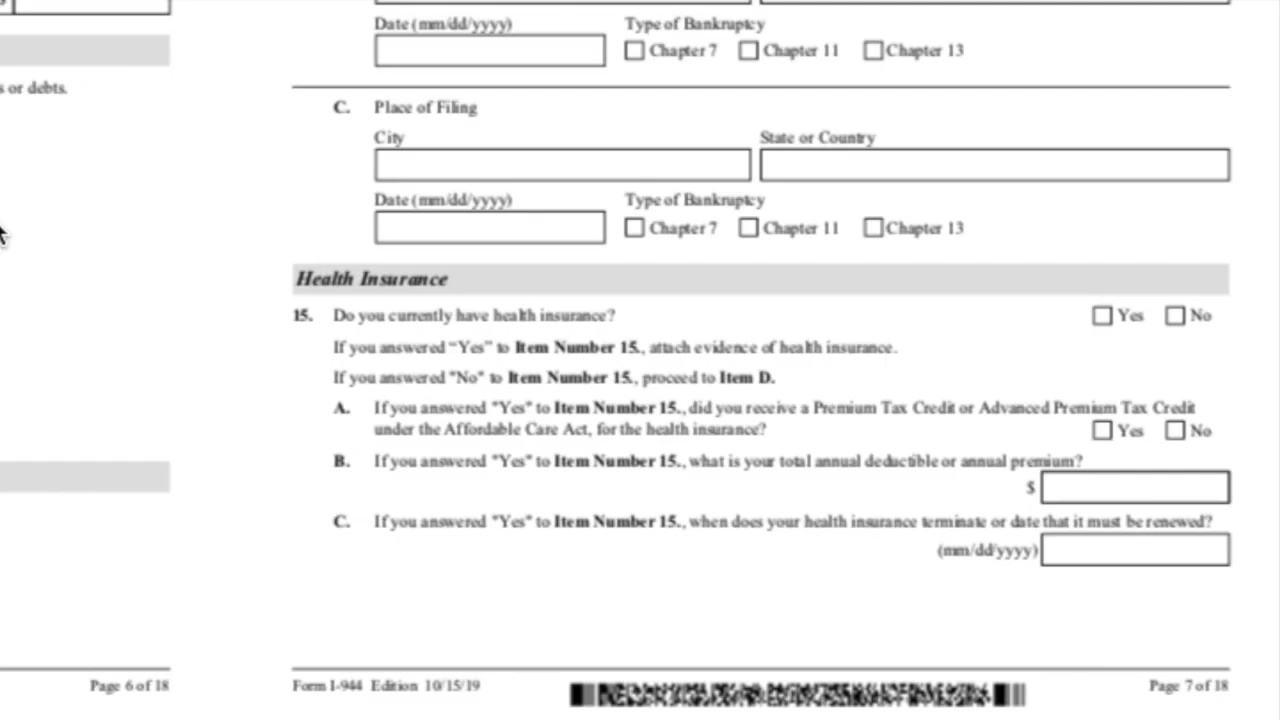 s or debts.
Page 6 of 18
Date (mm/dd/yyyy) Type of Bankruptcy
Chapter 7 Chapter 11 Chapter 13
C. Place of Filing
City State or Country
Date (mm/dd/yyyy) Type of Bankruptcy
Chapter 7 Chapter 11 Chapter 13
Health Insurance
15. Do you currently have health insurance? Yes No
If you answered “Yes” to Item Number 15., attach evidence of health insurance.
If you answered "No" to Item Number 15., proceed to Item D.
A. If you answered "Yes" to Item Number 15., did you receive a Premium Tax Credit or Advanced Premium Tax Credit
under the Affordable Care Act, for the health insurance? Yes No
B. If you answered "Yes" to Item Number 15., what is your total annual deductible or annual premium?
$
C. If you answered "Yes" to Item Number 15., when does your health insurance terminate or date that it must be renewed?
(mm/dd/yyyy)
Form I-944 Edition 10/15/19 Page 7 of 18